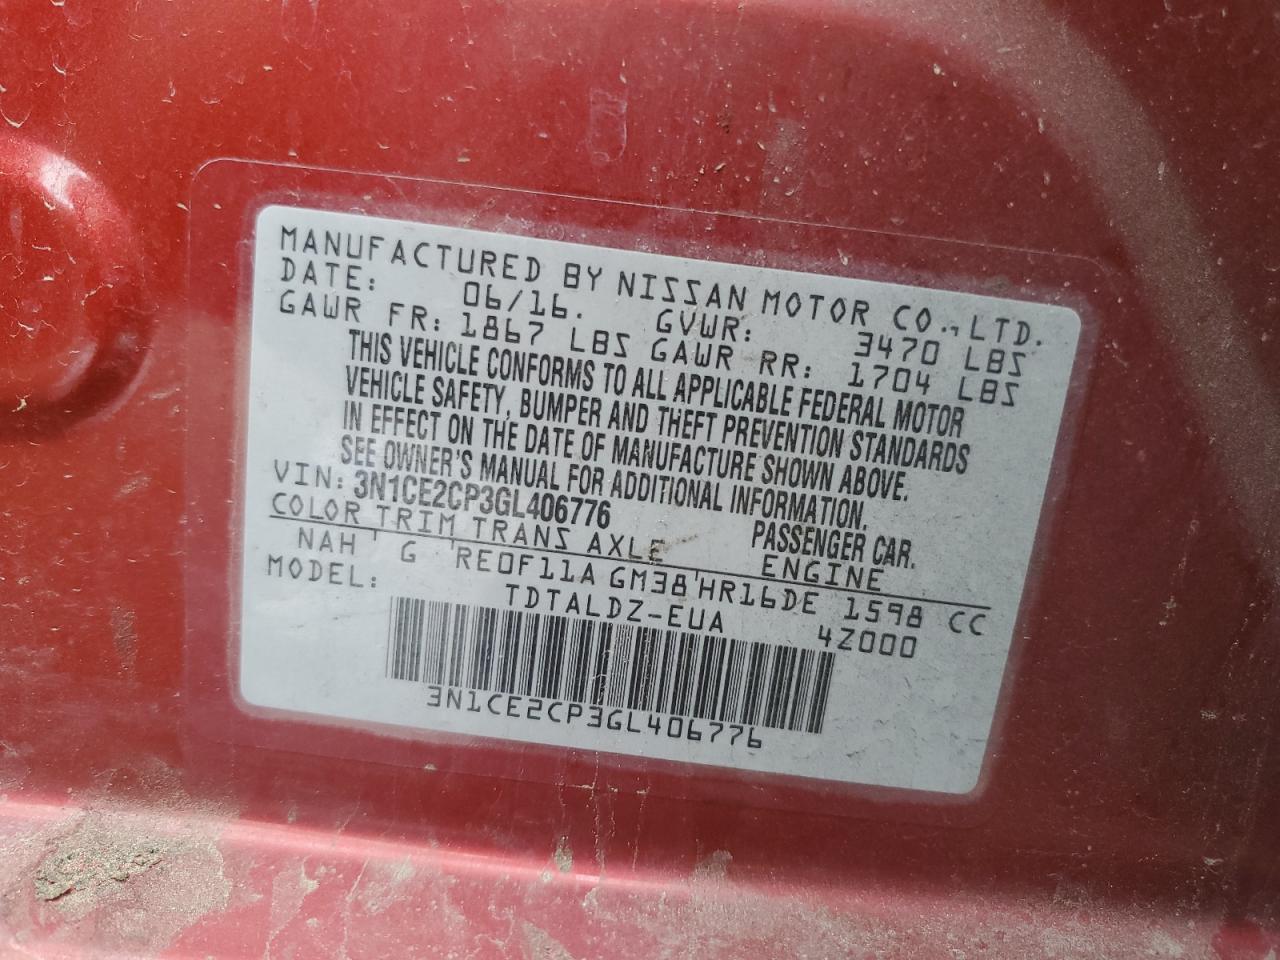 MANUFACTURED BY NISSAN MOTOR CO., LTD.
DATE: 06/16. GVWR: 3470 LBS
GAWR FR: 1867 LBS GAWR RR: 1704 LBS
THIS VEHICLE CONFORMS TO ALL APPLICABLE FEDERAL MOTOR
VEHICLE SAFETY, BUMPER AND THEFT PREVENTION STANDARDS
IN EFFECT ON THE DATE OF MANUFACTURE SHOWN ABOVE.
SEE OWNER'S MANUAL FOR ADDITIONAL INFORMATION.
VIN: 3N1CE2CP3GL406776 PASSENGER CAR.
COLOR TRIM TRANS AXLE ENGINE
NAH ' G ' RE0F11A GM38 ' HR16DE 1598 CC
MODEL: TDTALDZ-EUA 4Z000
3N1CE2CP3GL406776